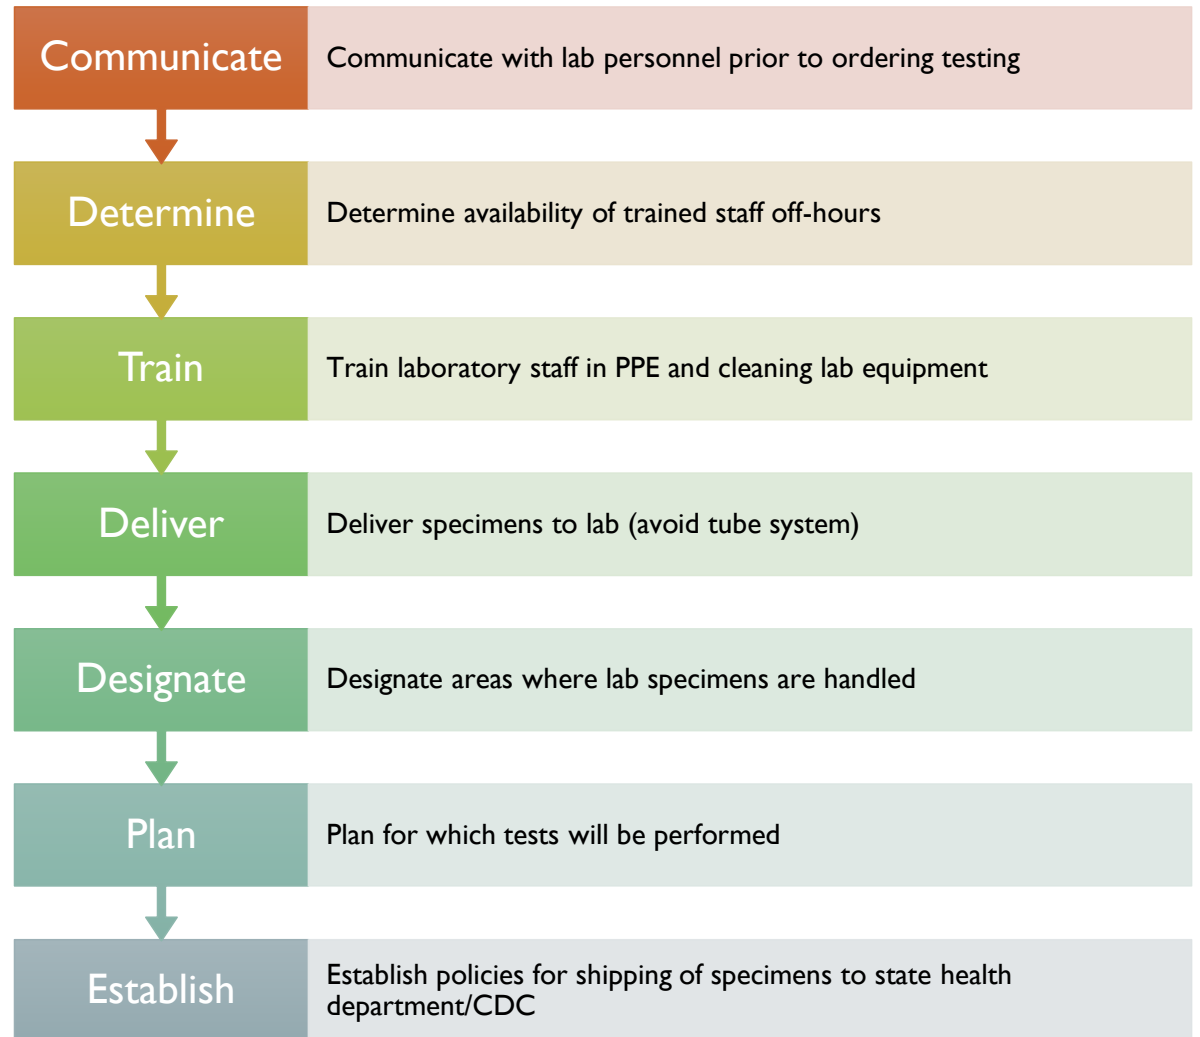 Communicate
Communicate with lab personnel prior to ordering testing
Determine
Determine availability of trained staff off-hours
Train
Train laboratory staff in PPE and cleaning lab equipment
Deliver
Deliver specimens to lab (avoid tube system)
Designate
Designate areas where lab specimens are handled
Plan
Plan for which tests will be performed
Establish
Establish policies for shipping of specimens to state health
department/CDC